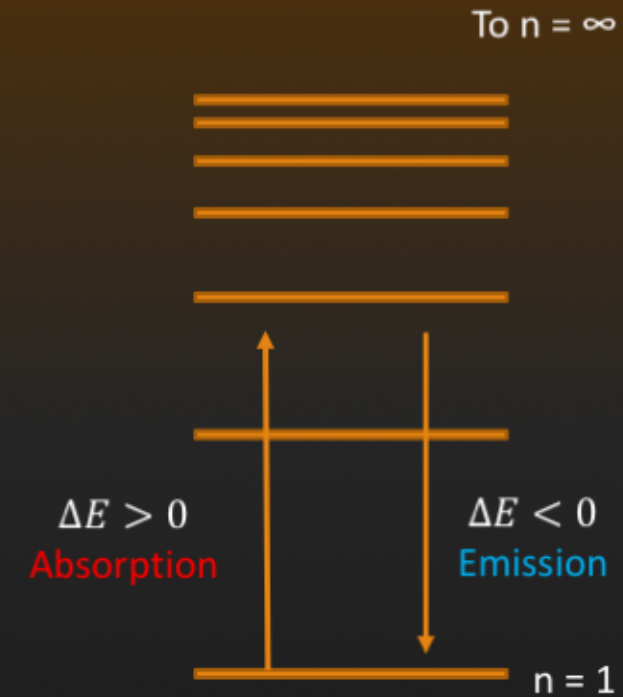 To n = ∞
ΔE > 0
Absorption
ΔE < 0
Emission
n = 1